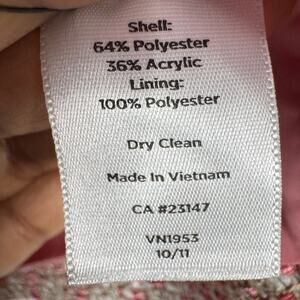 Shell:
64% Polyester
36% Acrylic
Lining:
100% Polyester
Dry Clean
Made In Vietnam
CA #23147
VN1953
10/11